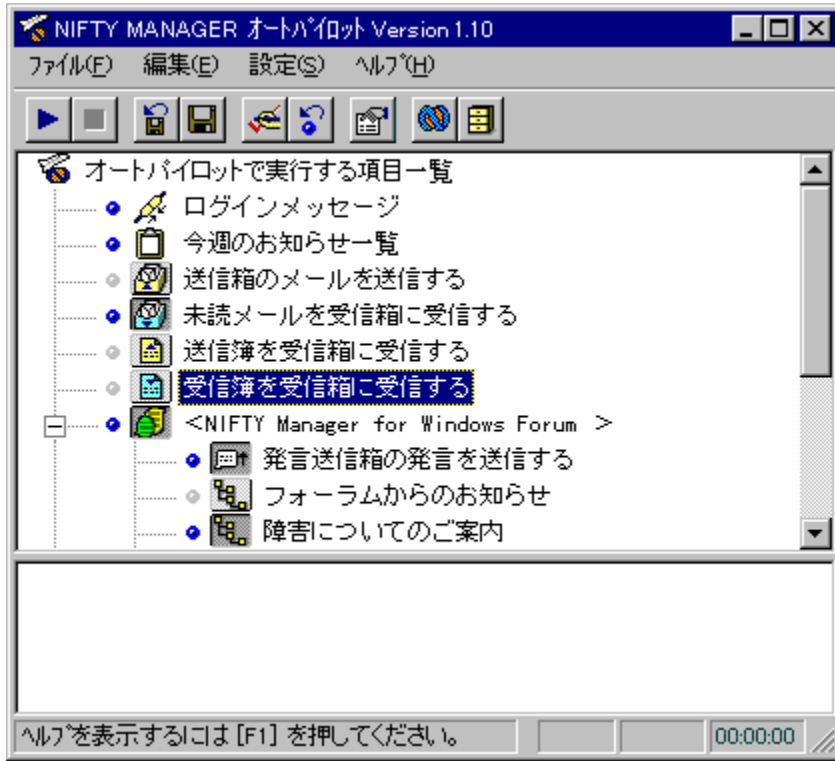 NIFTY MANAGER オートパイロット Version 1.10
ファイル(F) 編集(E) 設定(S) ヘルプ(H)
オートパイロットで実行する項目一覧
ログインメッセージ
今週のお知らせ一覧
送信箱のメールを送信する
未読メールを受信箱に受信する
送信簿を受信箱に受信する
受信簿を受信箱に受信する
<NIFTY Manager for Windows Forum >
発言送信箱の発言を送信する
フォーラムからのお知らせ
障害についてのご案内
ヘルプを表示するには [F1] を押してください。 00:00:00